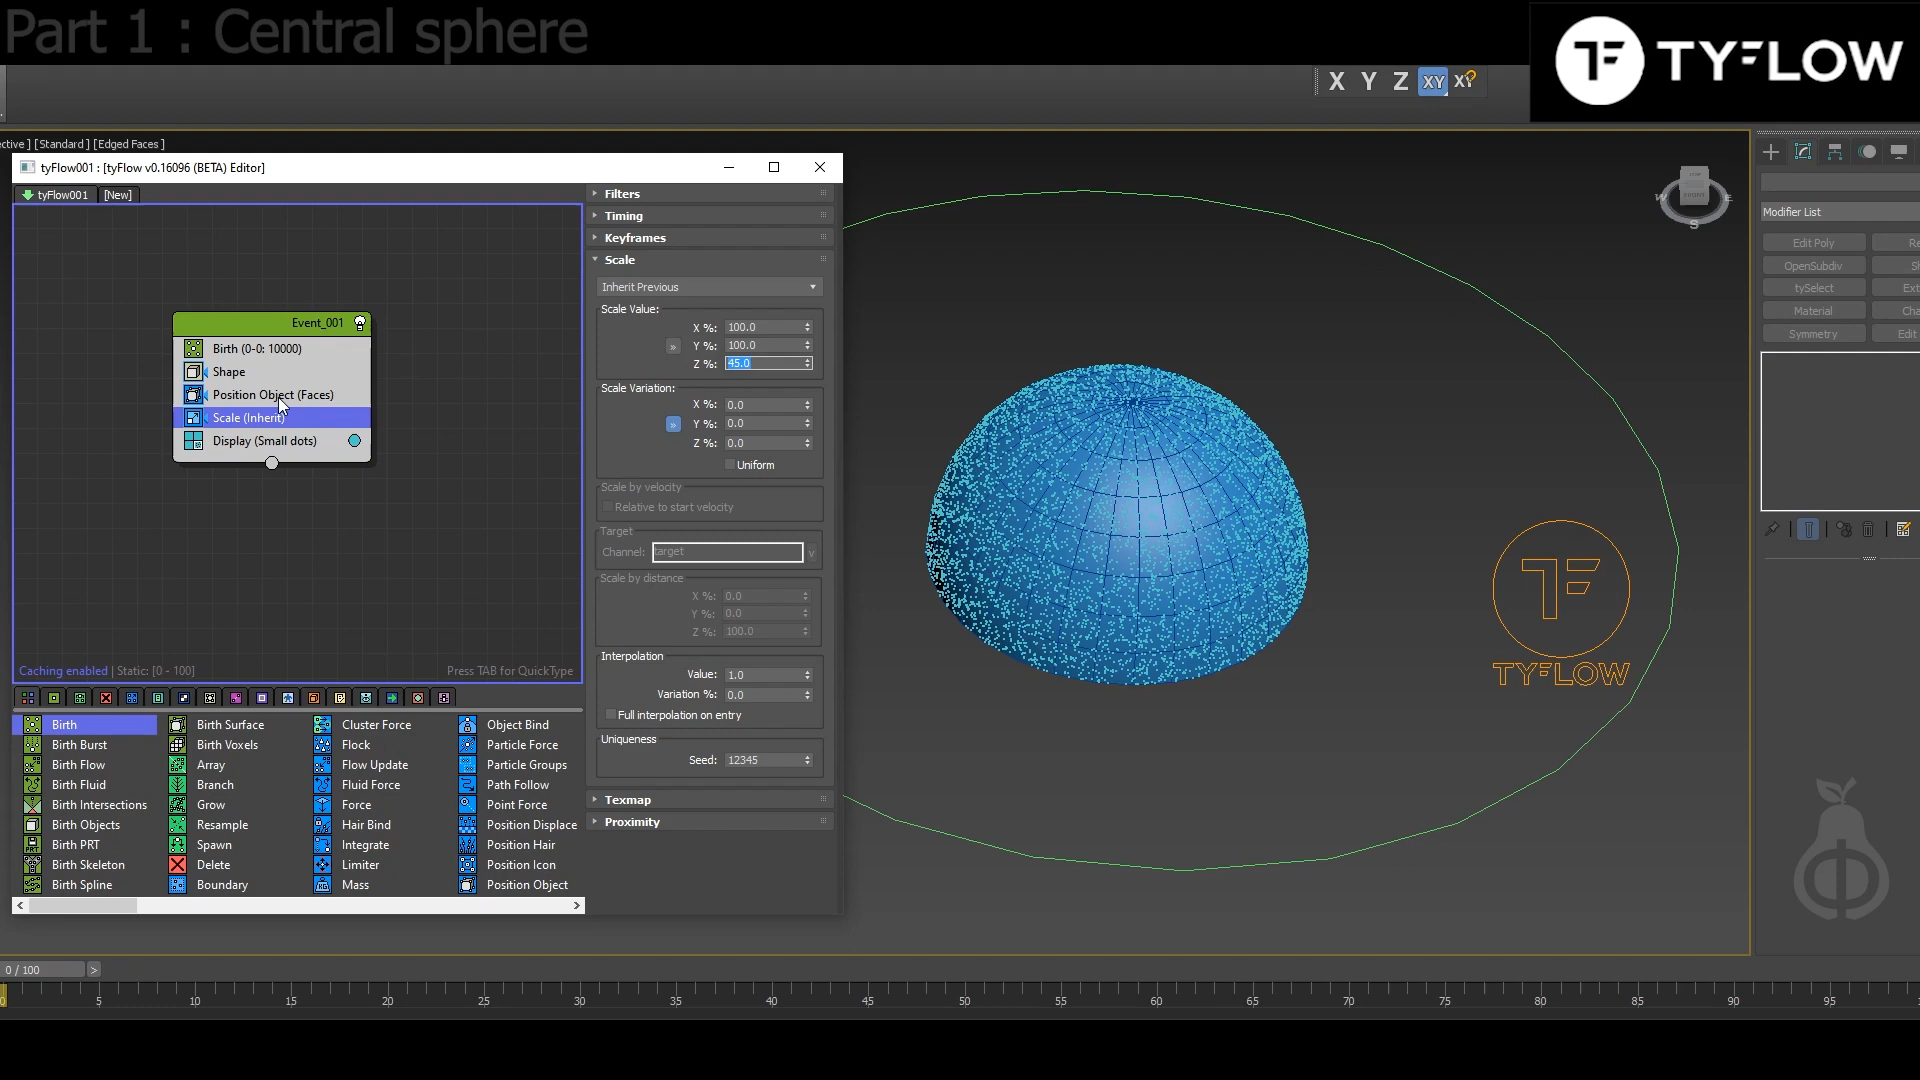 Part 1 : Central sphere
TYFLOW
X Y Z XY XY
ctive ] [Standard ] [Edged Faces ]
tyFlow001 : [tyFlow v0.16096 (BETA) Editor]
tyFlow001 [New]
Filters
Timing
Keyframes
Scale
Inherit Previous
Scale Value:
X %: 100.0
Y %: 100.0
Z %: 45.0
Scale Variation:
X %: 0.0
Y %: 0.0
Z %: 0.0
Uniform
Scale by velocity
Relative to start velocity
Target
Channel: target
Scale by distance
X %: 0.0
Y %: 0.0
Z %: 100.0
Interpolation
Value: 1.0
Variation %: 0.0
Full interpolation on entry
Uniqueness
Seed: 12345
Texmap
Proximity
Event_001
Birth (0-0: 10000)
Shape
Position Object (Faces)
Scale (Inherit)
Display (Small dots)
Caching enabled | Static: [0 - 100] Press TAB for QuickType
Birth Birth Surface Cluster Force Object Bind
Birth Burst Birth Voxels Flock Particle Force
Birth Flow Array Flow Update Particle Groups
Birth Fluid Branch Fluid Force Path Follow
Birth Intersections Grow Force Point Force
Birth Objects Resample Hair Bind Position Displace
Birth PRT Spawn Integrate Position Hair
Birth Skeleton Delete Limiter Position Icon
Birth Spline Boundary Mass Position Object
TYFLOW
W E
S
FRONT
Modifier List
Edit Poly Re
OpenSubdiv S
tySelect Ext
Material Cha
Symmetry Edit
0 / 100 >
0 5 10 15 20 25 30 35 40 45 50 55 60 65 70 75 80 85 90 95